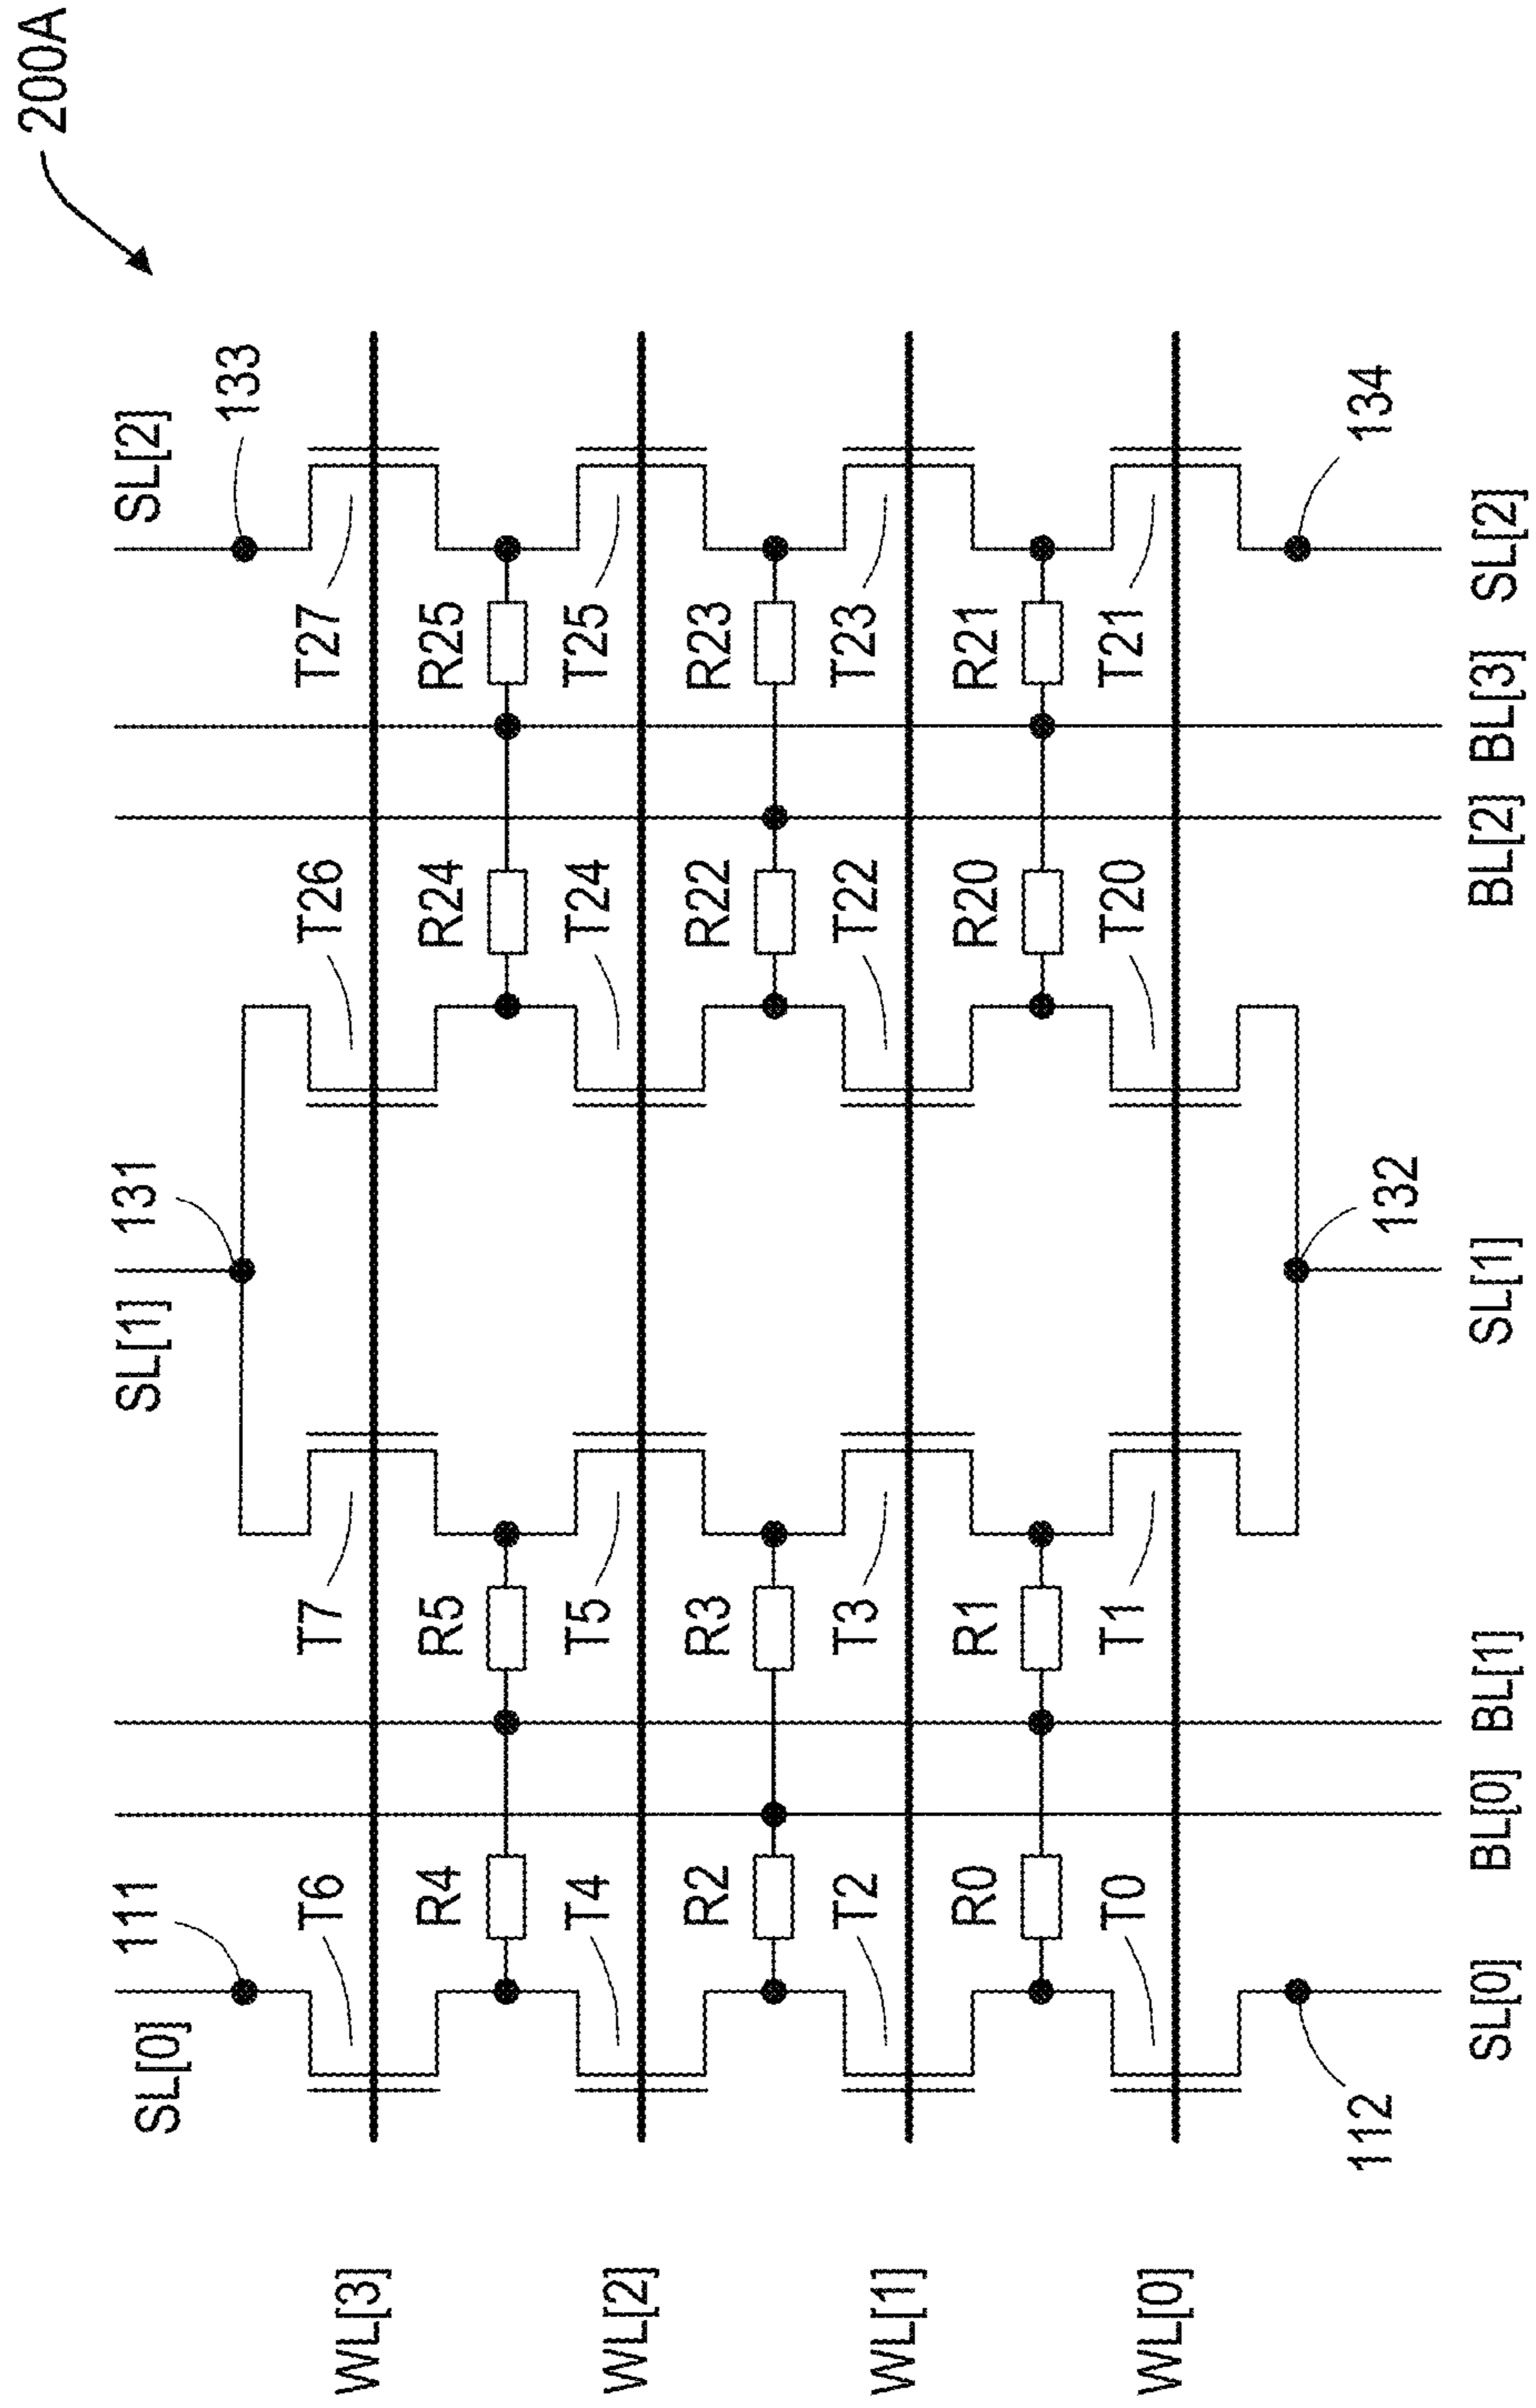 200A
SL[0] 111 SL[1] 131 SL[2]
133
T6 T7 T26 T27
WL[3]
R4 R5 R24 R25
T4 T5 T24 T25
WL[2]
R2 R3 R22 R23
T2 T3 T22 T23
WL[1]
R0 R1 R20 R21
T0 T1 T20 T21
WL[0]
112 132 134
SL[0] BL[0] BL[1] SL[1] BL[2] BL[3] SL[2]